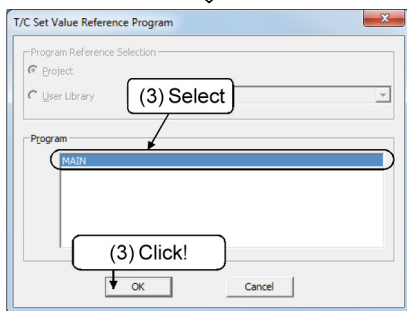 T/C Set Value Reference Program
Program Reference Selection
Project
User Library
(3) Select
Program
MAIN
(3) Click!
OK
Cancel